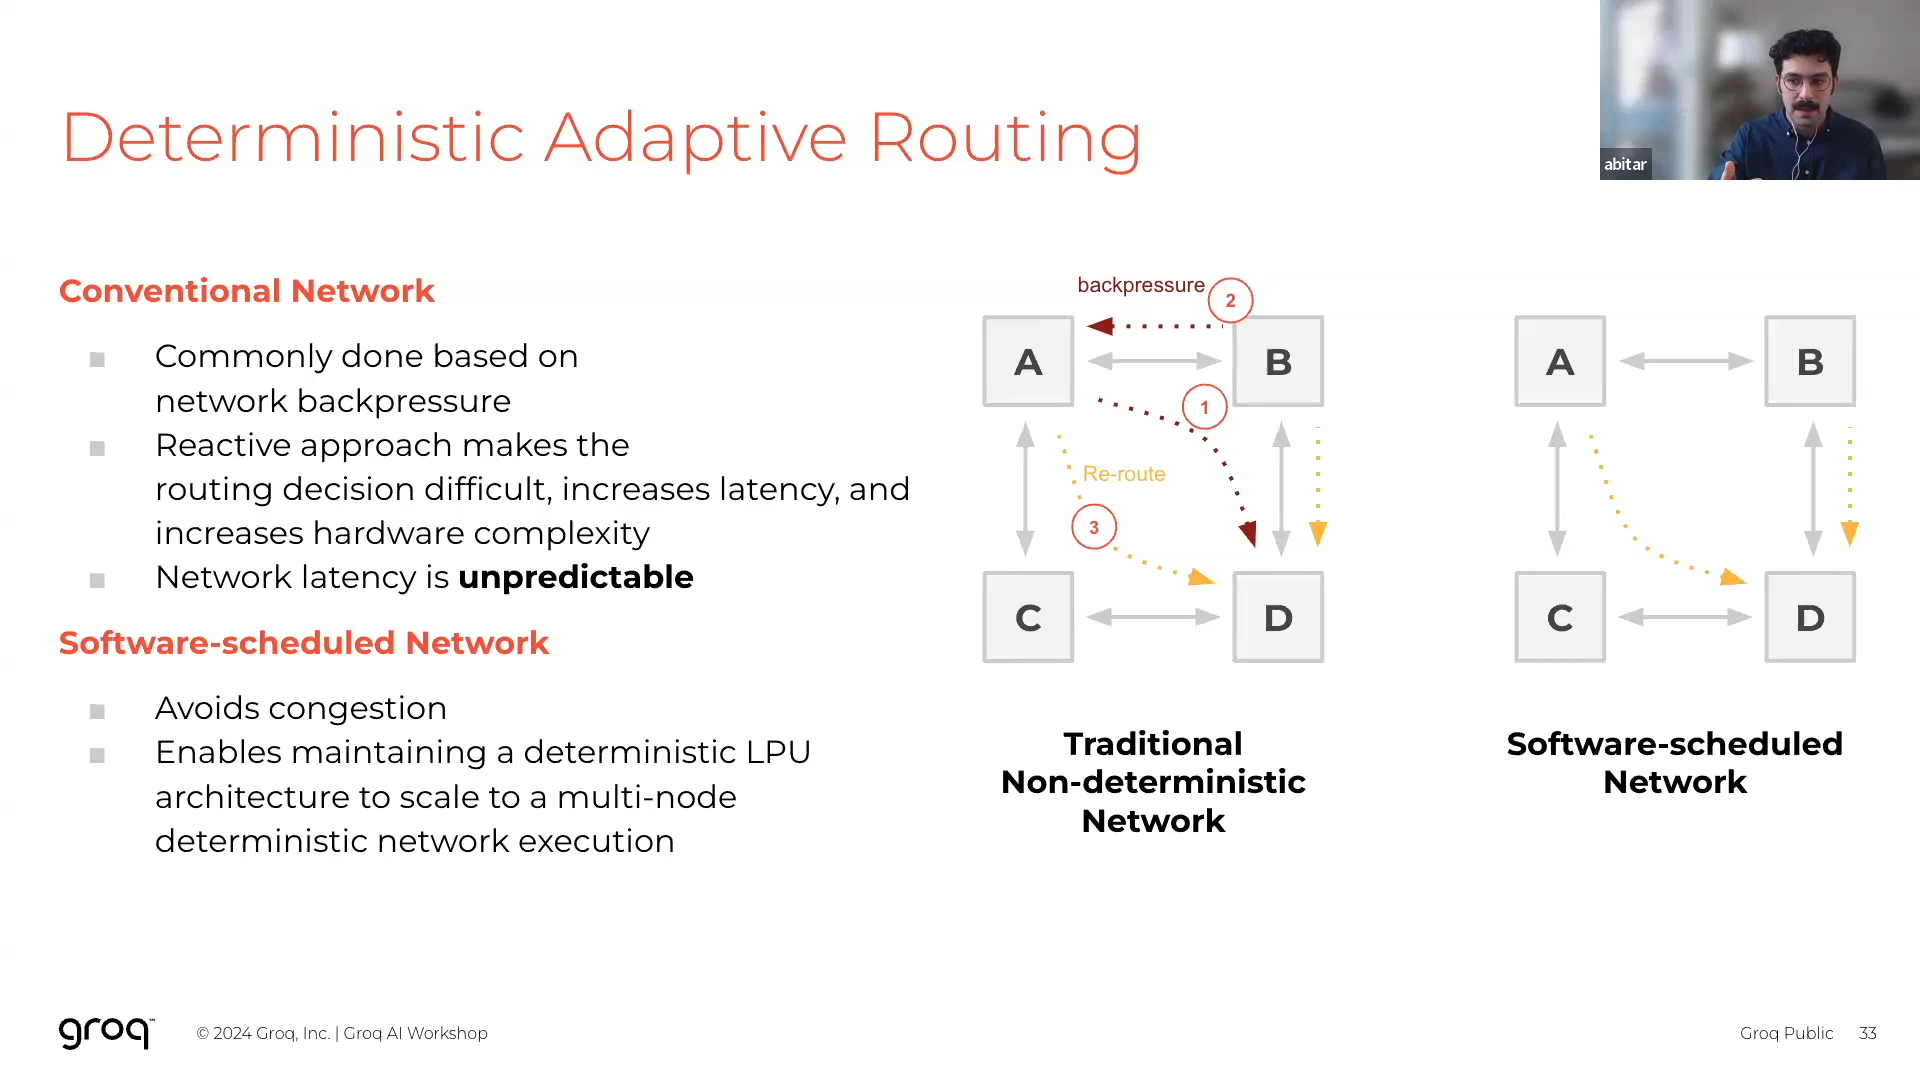 abitar
Deterministic Adaptive Routing
Conventional Network
Commonly done based on
network backpressure
Reactive approach makes the
routing decision difficult, increases latency, and
increases hardware complexity
Network latency is unpredictable
Software-scheduled Network
Avoids congestion
Enables maintaining a deterministic LPU
architecture to scale to a multi-node
deterministic network execution
backpressure
2
A
B
1
Re-route
3
C
D
Traditional
Non-deterministic
Network
A
B
C
D
Software-scheduled
Network
groq™
© 2024 Groq, Inc. | Groq AI Workshop
Groq Public 33